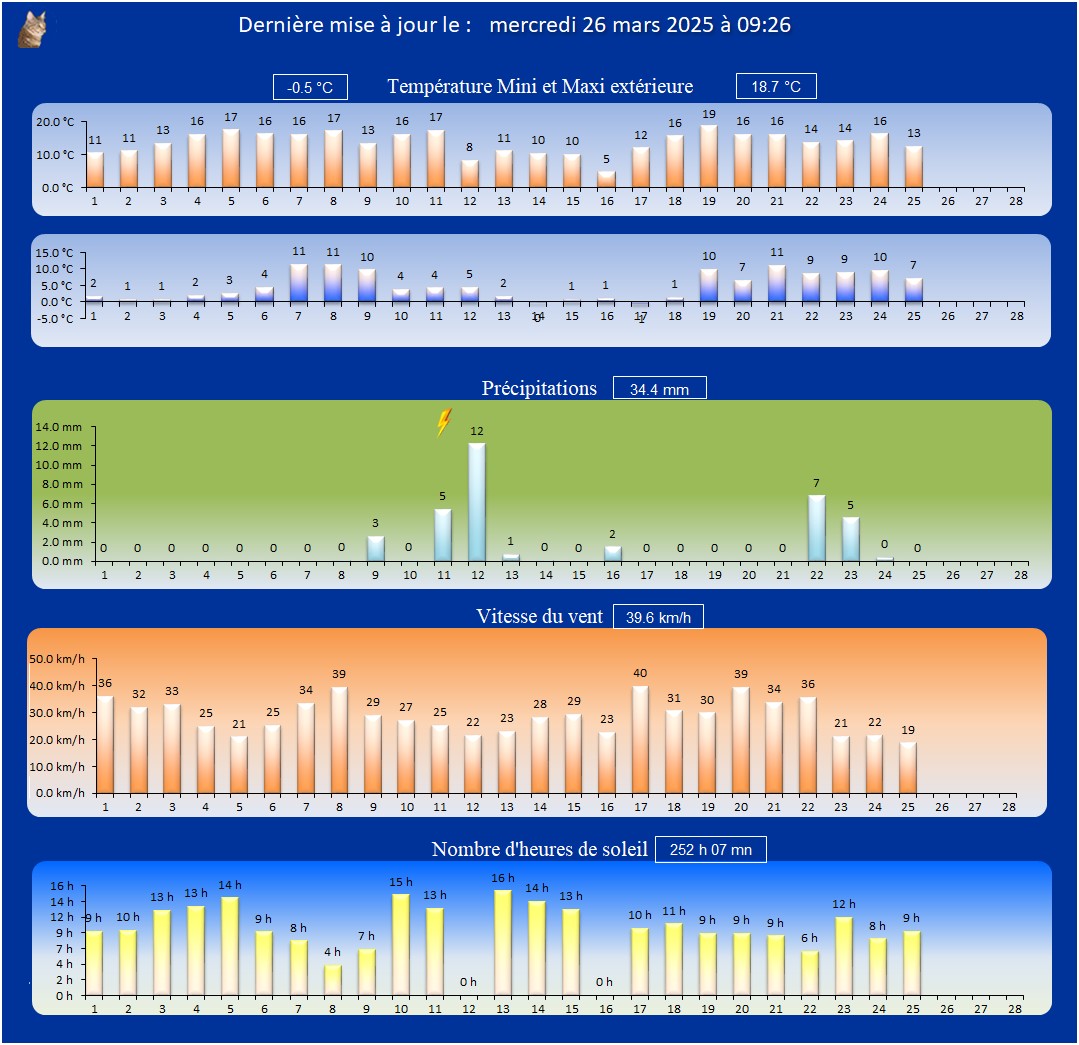 Dernière mise à jour le : mercredi 26 mars 2025 à 09:26
-0.5 °C Température Mini et Maxi extérieure 18.7 °C
20.0 °C
10.0 °C
0.0 °C
11 11 13 16 17 16 16 17 13 16 17 8 11 10 10 5 12 16 19 16 16 14 14 16 13
1 2 3 4 5 6 7 8 9 10 11 12 13 14 15 16 17 18 19 20 21 22 23 24 25 26 27 28
15.0 °C
10.0 °C
5.0 °C
0.0 °C
-5.0 °C
2 1 1 2 3 4 11 11 10 4 4 5 2 0 1 1 1 1 10 7 11 9 9 10 7
1 2 3 4 5 6 7 8 9 10 11 12 13 14 15 16 17 18 19 20 21 22 23 24 25 26 27 28
Précipitations 34.4 mm
14.0 mm
12.0 mm
10.0 mm
8.0 mm
6.0 mm
4.0 mm
2.0 mm
0.0 mm
0 0 0 0 0 0 0 0 3 0 5 12 1 0 0 2 0 0 0 0 0 7 5 0 0
1 2 3 4 5 6 7 8 9 10 11 12 13 14 15 16 17 18 19 20 21 22 23 24 25 26 27 28
Vitesse du vent 39.6 km/h
50.0 km/h
40.0 km/h
30.0 km/h
20.0 km/h
10.0 km/h
0.0 km/h
36 32 33 25 21 25 34 39 29 27 25 22 23 28 29 23 40 31 30 39 34 36 21 22 19
1 2 3 4 5 6 7 8 9 10 11 12 13 14 15 16 17 18 19 20 21 22 23 24 25 26 27 28
Nombre d'heures de soleil 252 h 07 mn
16 h
14 h
12 h
9 h
7 h
4 h
2 h
0 h
9 h 10 h 13 h 13 h 14 h 9 h 8 h 4 h 7 h 15 h 13 h 0 h 16 h 14 h 13 h 0 h 10 h 11 h 9 h 9 h 9 h 6 h 12 h 8 h 9 h
1 2 3 4 5 6 7 8 9 10 11 12 13 14 15 16 17 18 19 20 21 22 23 24 25 26 27 28